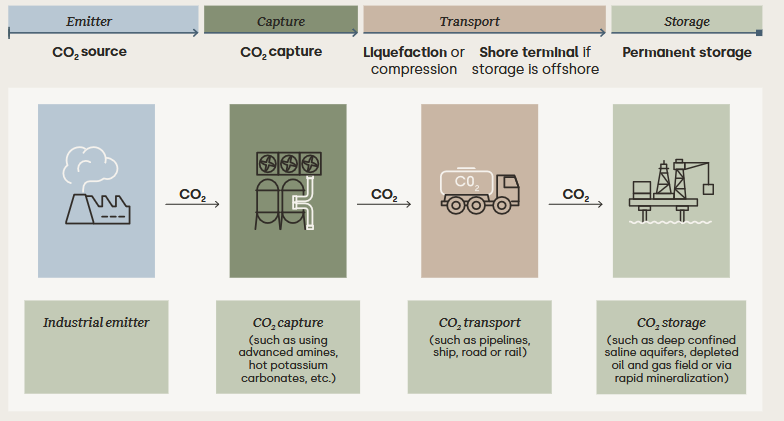 Emitter
Capture
Transport
Storage
CO₂ source
CO₂ capture
Liquefaction or
compression
Shore terminal if
storage is offshore
Permanent storage
CO₂
CO₂
CO₂
CO₂
Industrial emitter
CO₂ capture
(such as using
advanced amines,
hot potassium
carbonates, etc.)
CO₂ transport
(such as pipelines,
ship, road or rail)
CO₂ storage
(such as deep confined
saline aquifers, depleted
oil and gas field or via
rapid mineralization)